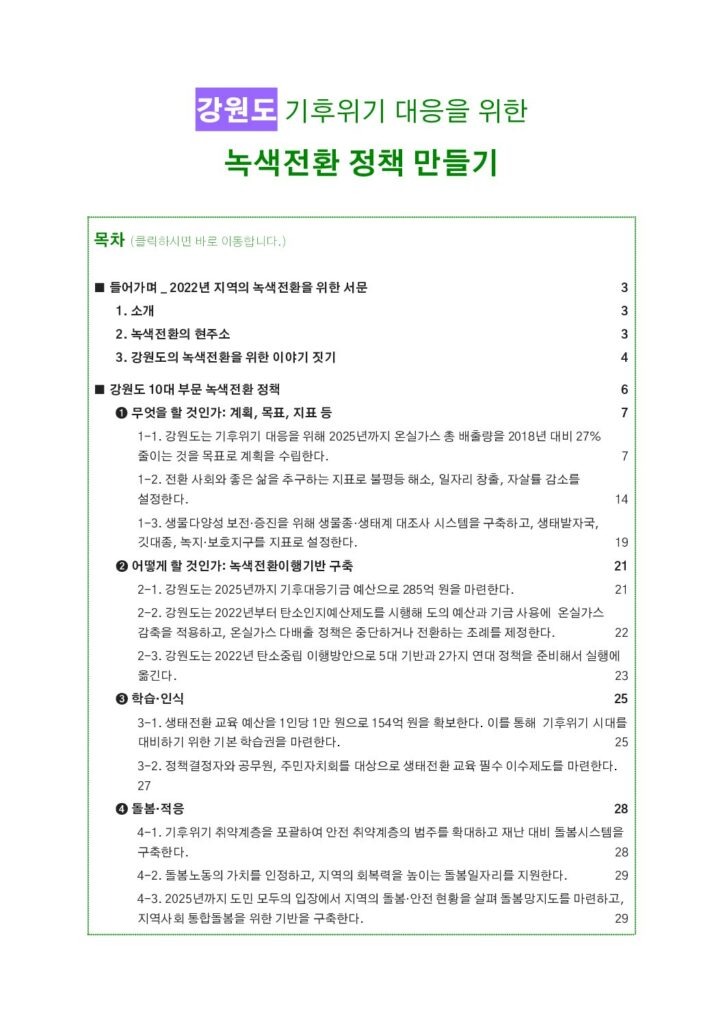 강원도 기후위기 대응을 위한
녹색전환 정책 만들기
목차 (클릭하시면 바로 이동합니다.)
■ 들어가며 _ 2022년 지역의 녹색전환을 위한 서문 3
1. 소개 3
2. 녹색전환의 현주소 3
3. 강원도의 녹색전환을 위한 이야기 짓기 4
■ 강원도 10대 부문 녹색전환 정책 6
❶ 무엇을 할 것인가: 계획, 목표, 지표 등 7
1-1. 강원도는 기후위기 대응을 위해 2025년까지 온실가스 총 배출량을 2018년 대비 27%
줄이는 것을 목표로 계획을 수립한다. 7
1-2. 전환 사회와 좋은 삶을 추구하는 지표로 불평등 해소, 일자리 창출, 자살률 감소를
설정한다. 14
1-3. 생물다양성 보전·증진을 위해 생물종·생태계 대조사 시스템을 구축하고, 생태발자국,
깃대종, 녹지·보호지구를 지표로 설정한다. 19
❷ 어떻게 할 것인가: 녹색전환이행기반 구축 21
2-1. 강원도는 2025년까지 기후대응기금 예산으로 285억 원을 마련한다. 21
2-2. 강원도는 2022년부터 탄소인지예산제도를 시행해 도의 예산과 기금 사용에 온실가스
감축을 적용하고, 온실가스 다배출 정책은 중단하거나 전환하는 조례를 제정한다. 22
2-3. 강원도는 2022년 탄소중립 이행방안으로 5대 기반과 2가지 연대 정책을 준비해서 실행에
옮긴다. 23
❸ 학습·인식 25
3-1. 생태전환 교육 예산을 1인당 1만 원으로 154억 원을 확보한다. 이를 통해 기후위기 시대를
대비하기 위한 기본 학습권을 마련한다. 25
3-2. 정책결정자와 공무원, 주민자치회를 대상으로 생태전환 교육 필수 이수제도를 마련한다.
27
❹ 돌봄·적응 28
4-1. 기후위기 취약계층을 포괄하여 안전 취약계층의 범주를 확대하고 재난 대비 돌봄시스템을
구축한다. 28
4-2. 돌봄노동의 가치를 인정하고, 지역의 회복력을 높이는 돌봄일자리를 지원한다. 29
4-3. 2025년까지 도민 모두의 입장에서 지역의 돌봄·안전 현황을 살펴 돌봄망지도를 마련하고,
지역사회 통합돌봄을 위한 기반을 구축한다. 29